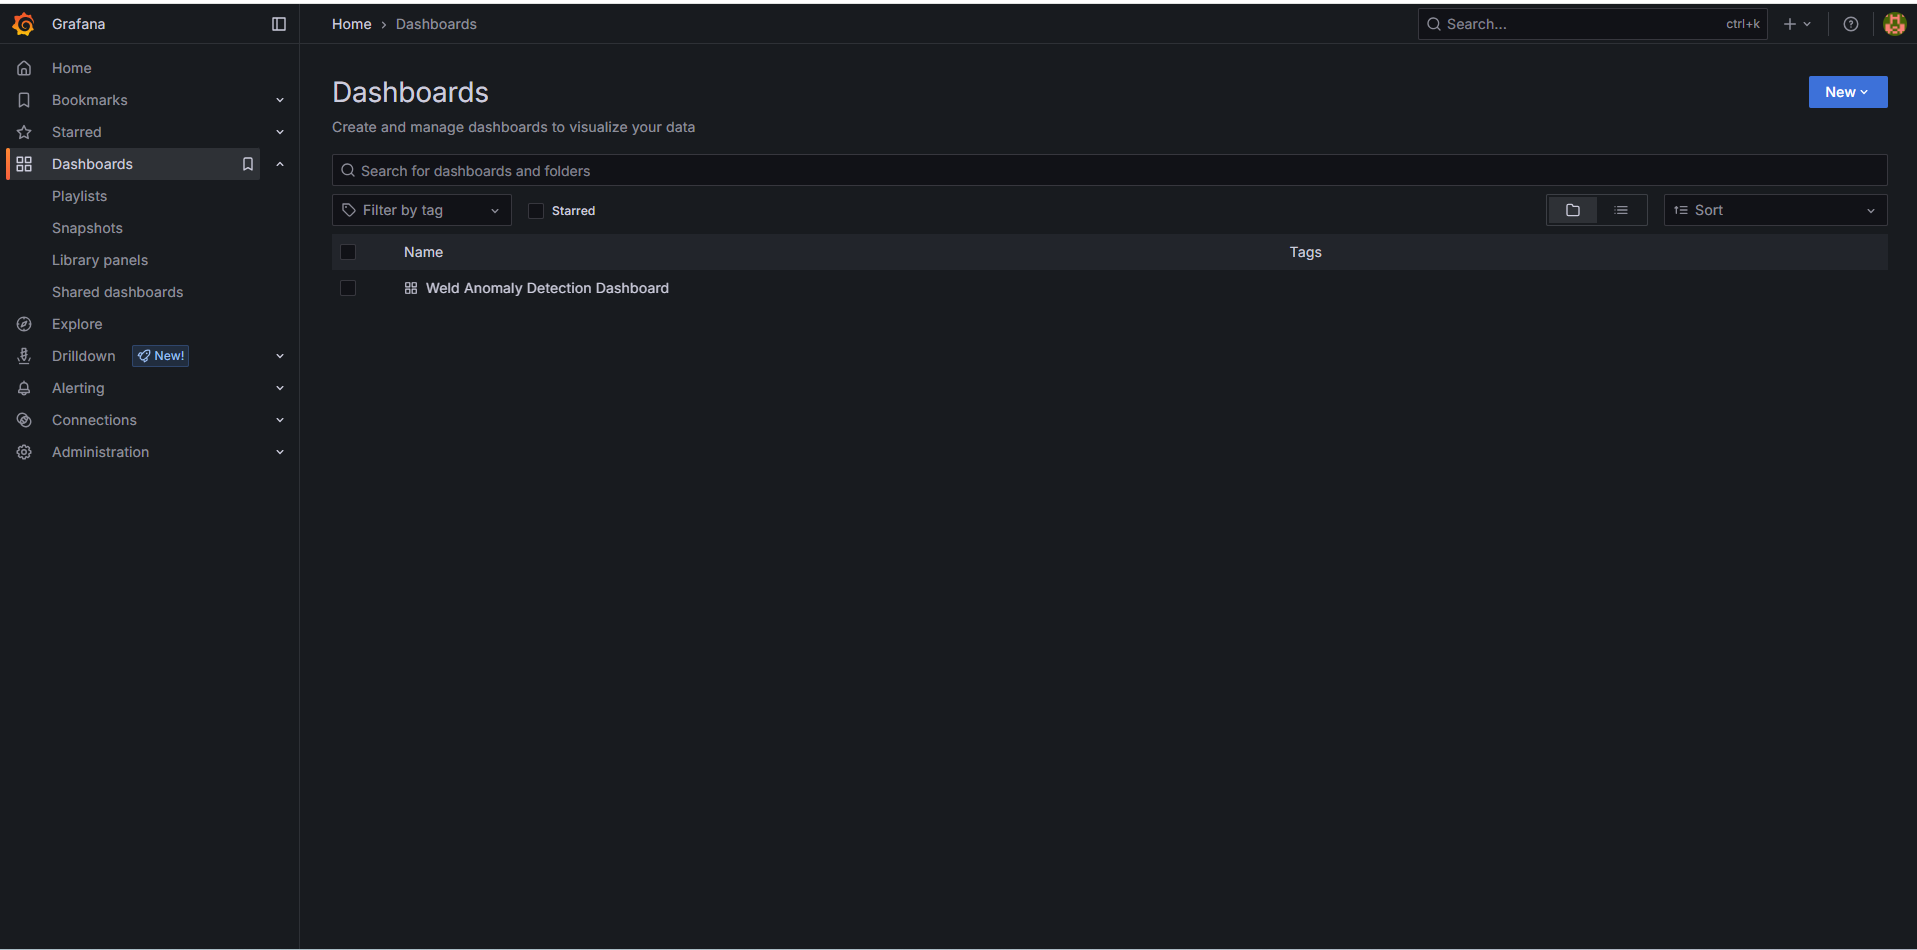 Grafana
Home › Dashboards
Search... ctrl+k
Home
Bookmarks
Starred
Dashboards
Playlists
Snapshots
Library panels
Shared dashboards
Explore
Drilldown New!
Alerting
Connections
Administration
Dashboards
New
Create and manage dashboards to visualize your data
Search for dashboards and folders
Filter by tag Starred Sort
Name Tags
Weld Anomaly Detection Dashboard